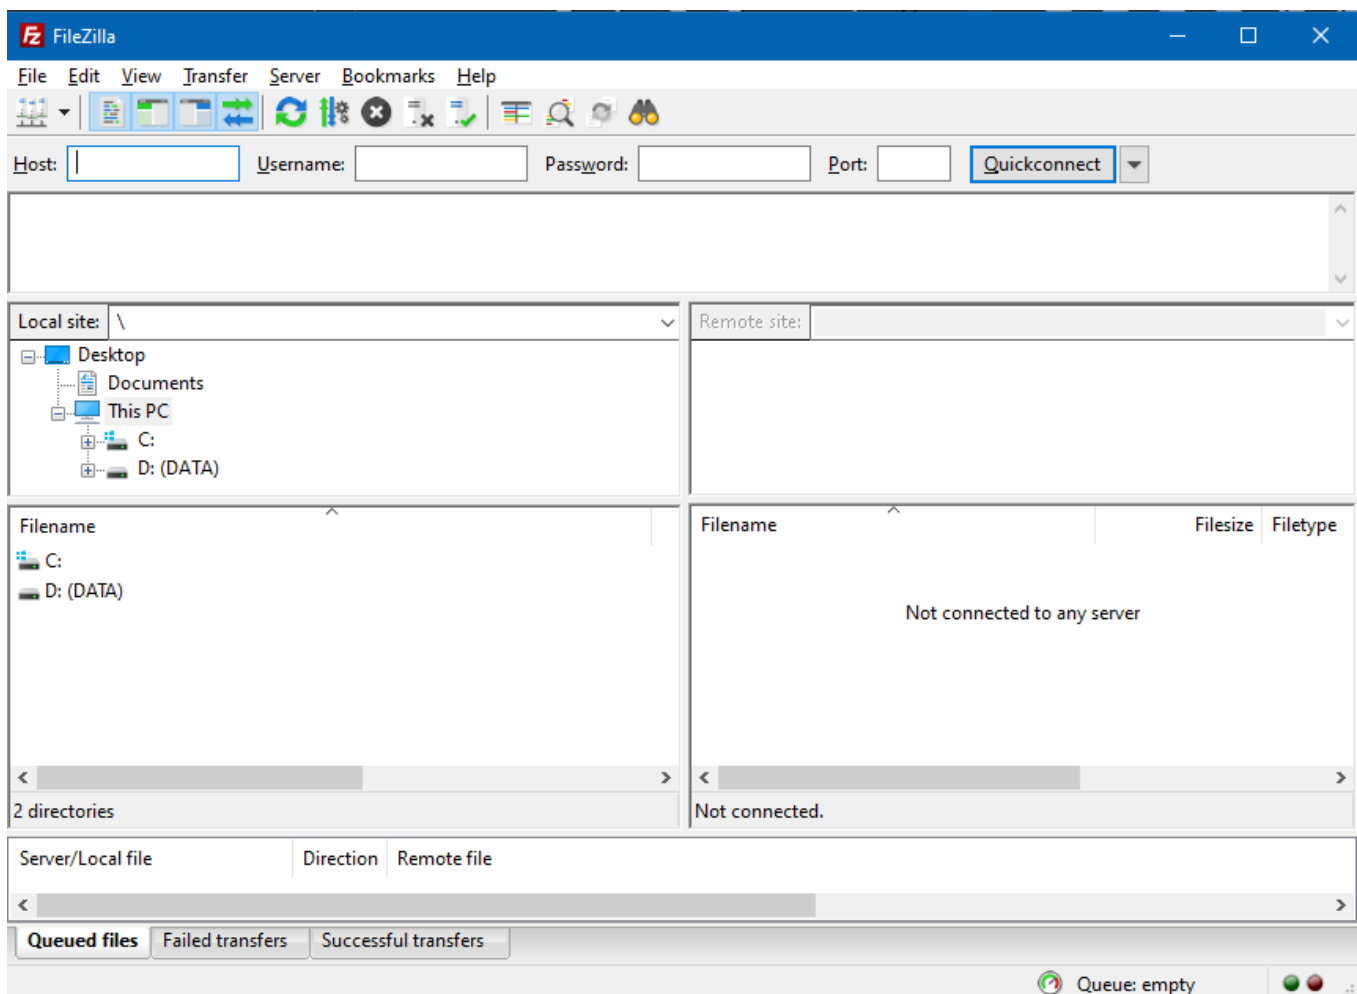 FileZilla
File Edit View Transfer Server Bookmarks Help
Host: Username: Password: Port: Quickconnect
Local site: \ Remote site:
Desktop
Documents
This PC
C:
D: (DATA)
Filename Filename Filesize Filetype
C:
D: (DATA)
Not connected to any server
2 directories Not connected.
Server/Local file Direction Remote file
Queued files Failed transfers Successful transfers
Queue: empty